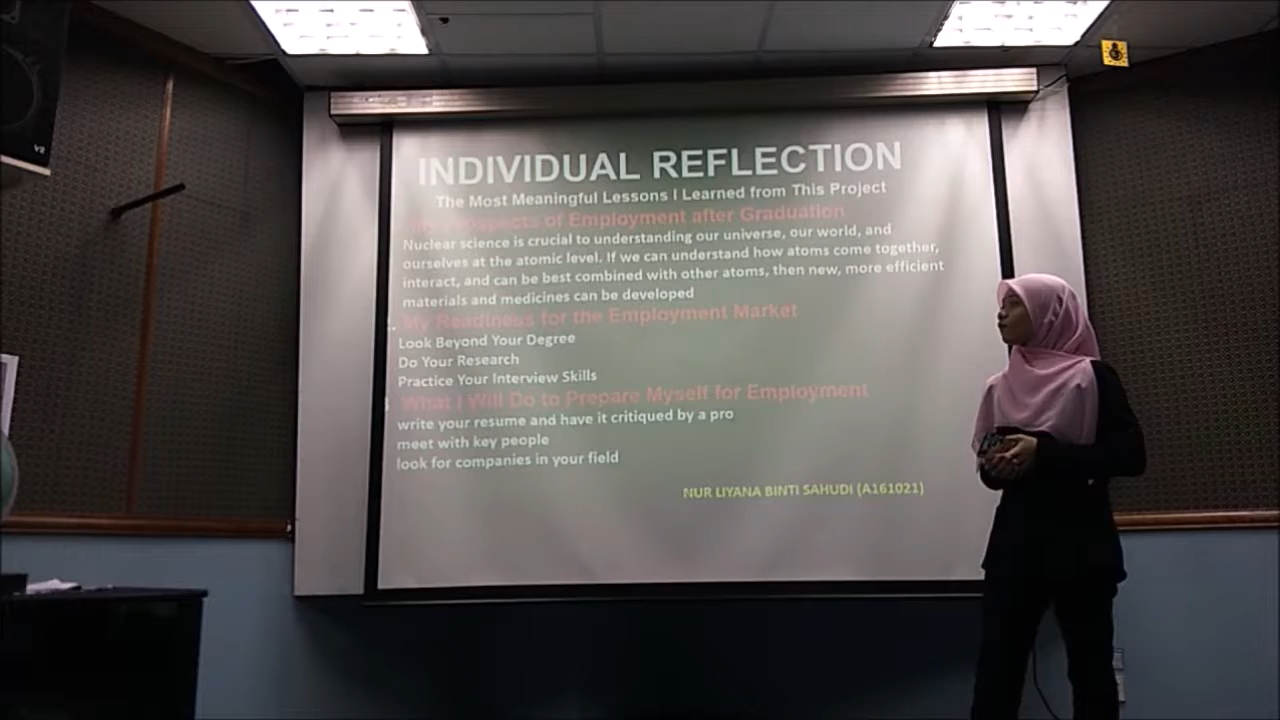 INDIVIDUAL REFLECTION
The Most Meaningful Lessons I Learned from This Project
Prospects of Employment after Graduation
Nuclear science is crucial to understanding our universe, our world, and
ourselves at the atomic level. If we can understand how atoms come together,
interact, and can be best combined with other atoms, then new, more efficient
materials and medicines can be developed
My Readiness for the Employment Market
Look Beyond Your Degree
Do Your Research
Practice Your Interview Skills
What I Will Do to Prepare Myself for Employment
write your resume and have it critiqued by a pro
meet with key people
look for companies in your field
NUR LIYANA BINTI SAHUDI (A161021)